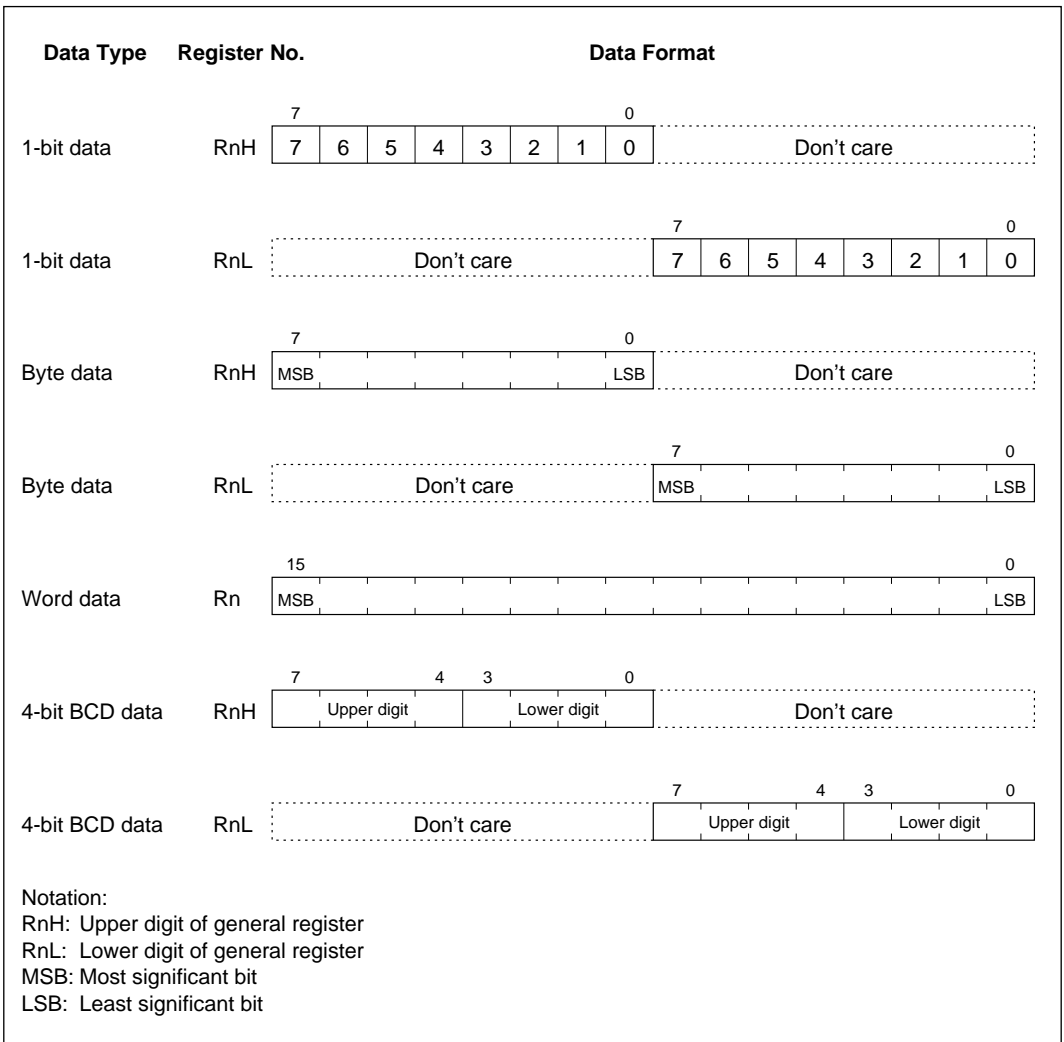 Data Type Register No. Data Format
7 0
1-bit data RnH 7 6 5 4 3 2 1 0 Don't care
7 0
1-bit data RnL Don't care 7 6 5 4 3 2 1 0
7 0
Byte data RnH MSB LSB Don't care
7 0
Byte data RnL Don't care MSB LSB
15 0
Word data Rn MSB LSB
7 4 3 0
4-bit BCD data RnH Upper digit Lower digit Don't care
7 4 3 0
4-bit BCD data RnL Don't care Upper digit Lower digit
Notation:
RnH: Upper digit of general register
RnL: Lower digit of general register
MSB: Most significant bit
LSB: Least significant bit